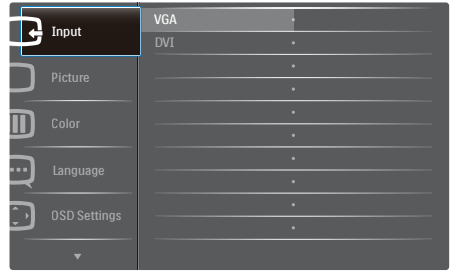 Input
VGA
DVI
Picture
Color
Language
OSD Settings